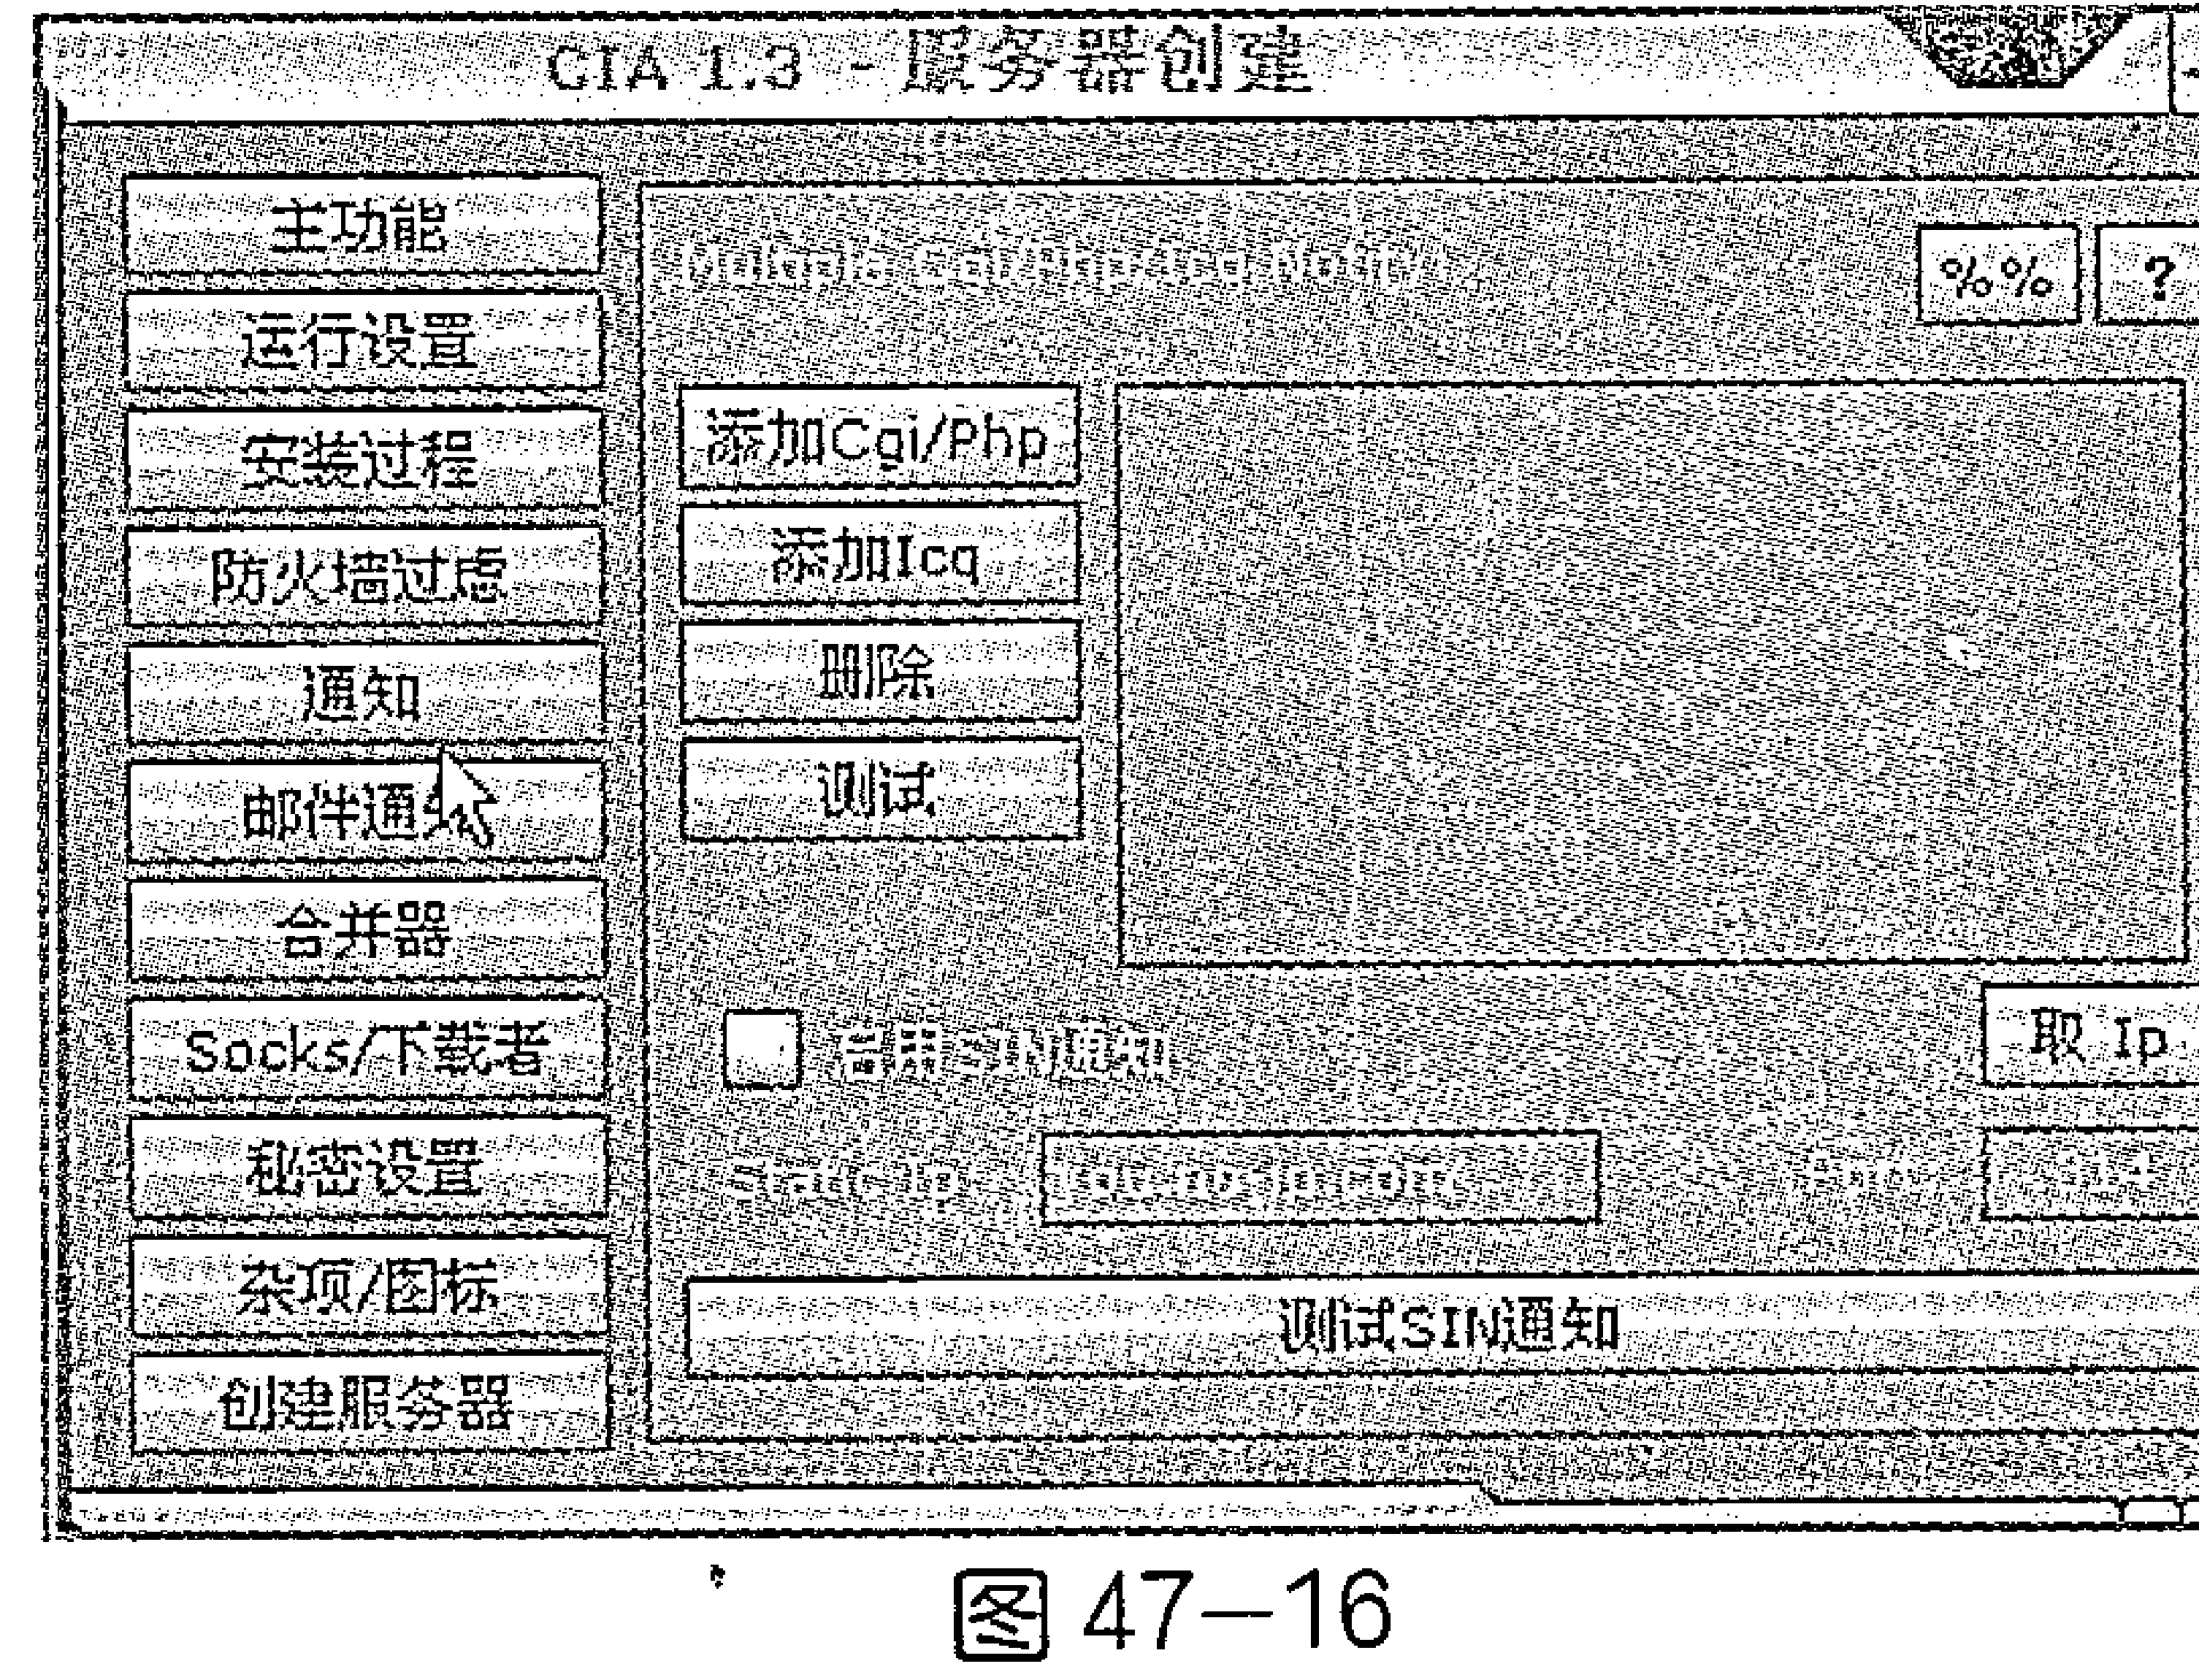 CIA 1.3 - 服务器创建
主功能
运行设置
安装过程
防火墙过虑
通知
邮件通知
合并器
Socks/下载者
秘密设置
杂项/图标
创建服务器
%%
?
添加Cgi/Php
添加Icq
删除
测试
取 Ip
测试SIN通知
图 47-16